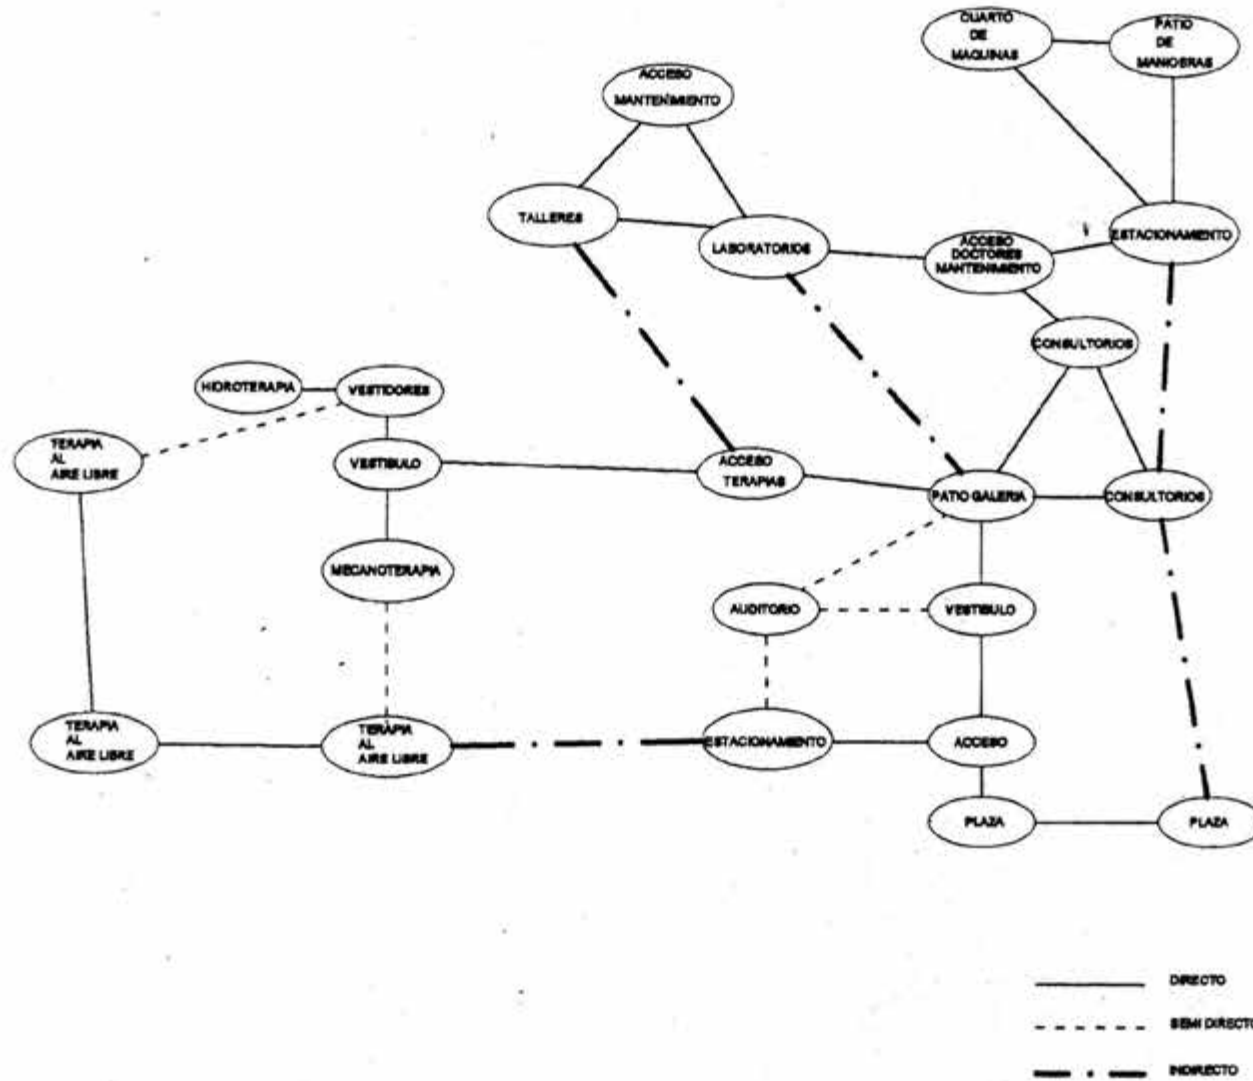 CUARTO
DE
MAQUINAS
PATIO
DE
MANIOBRAS
ACCESO
MANTENIMIENTO
TALLERES
LABORATORIOS
ACCESO
DOCTORES
MANTENIMIENTO
ESTACIONAMIENTO
CONSULTORIOS
HIDROTERAPIA
VESTIDORES
TERAPIA
AL
AIRE LIBRE
VESTIBULO
ACCESO
TERAPIAS
PATIO GALERIA
CONSULTORIOS
MECANOTERAPIA
AUDITORIO
VESTIBULO
TERAPIA
AL
AIRE LIBRE
TERAPIA
AL
AIRE LIBRE
ESTACIONAMIENTO
ACCESO
PLAZA
PLAZA
DIRECTO
SEMI DIRECTO
INDIRECTO